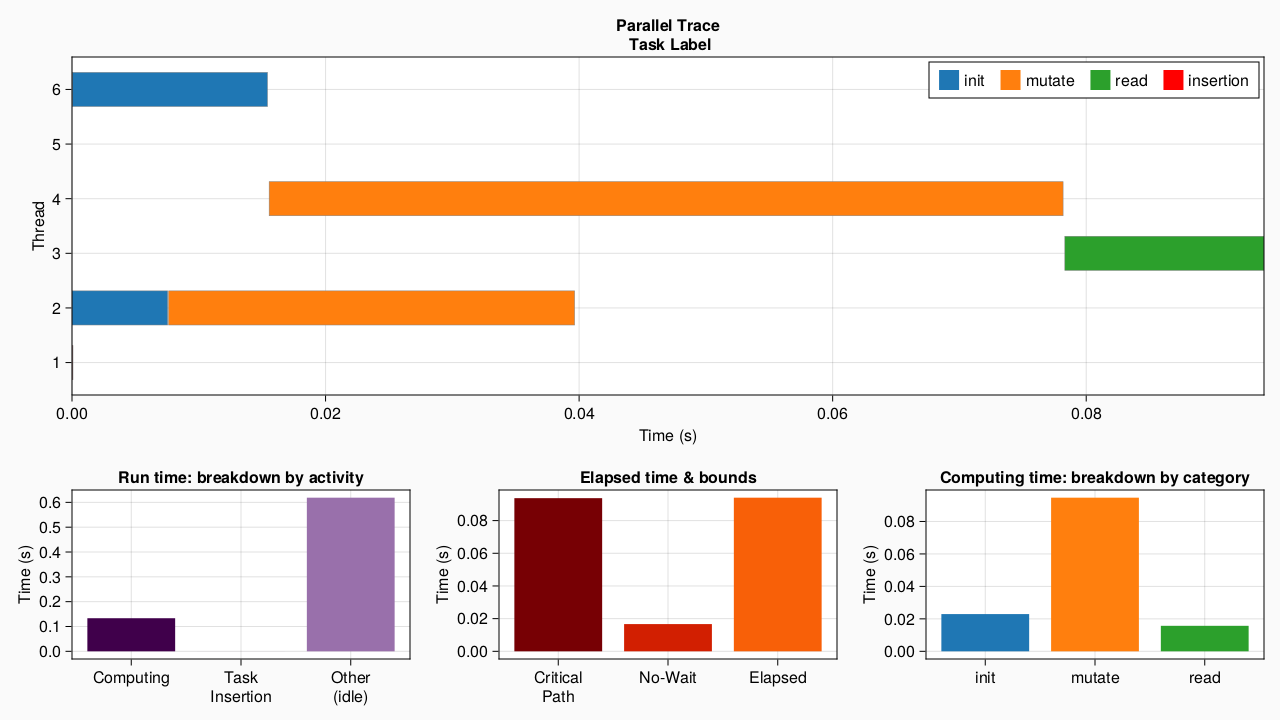 Parallel Trace
Task Label
init mutate read insertion
Thread
6
5
4
3
2
1
0.00 0.02 0.04 0.06 0.08
Time (s)
Run time: breakdown by activity
Time (s)
0.6
0.5
0.4
0.3
0.2
0.1
0.0
Computing Task Insertion Other (idle)
Elapsed time & bounds
Time (s)
0.08
0.06
0.04
0.02
0.00
Critical Path No-Wait Elapsed
Computing time: breakdown by category
Time (s)
0.08
0.06
0.04
0.02
0.00
init mutate read